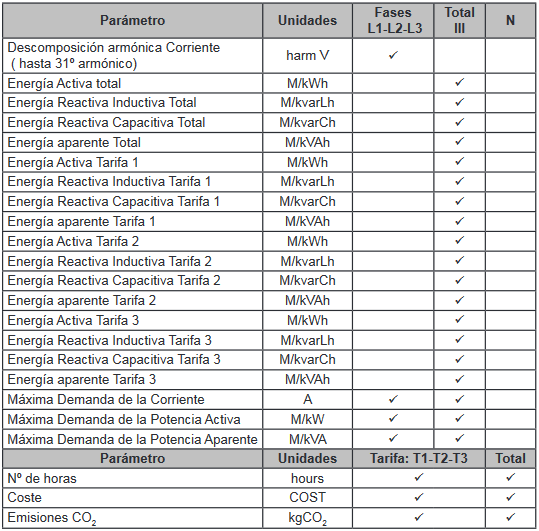 Parámetro Unidades Fases L1-L2-L3 Total III N
Descomposición armónica Corriente
( hasta 31º armónico) harm V ✓
Energía Activa total M/kWh ✓
Energía Reactiva Inductiva Total M/kvarLh ✓
Energía Reactiva Capacitiva Total M/kvarCh ✓
Energía aparente Total M/kVAh ✓
Energía Activa Tarifa 1 M/kWh ✓
Energía Reactiva Inductiva Tarifa 1 M/kvarLh ✓
Energía Reactiva Capacitiva Tarifa 1 M/kvarCh ✓
Energía aparente Tarifa 1 M/kVAh ✓
Energía Activa Tarifa 2 M/kWh ✓
Energía Reactiva Inductiva Tarifa 2 M/kvarLh ✓
Energía Reactiva Capacitiva Tarifa 2 M/kvarCh ✓
Energía aparente Tarifa 2 M/kVAh ✓
Energía Activa Tarifa 3 M/kWh ✓
Energía Reactiva Inductiva Tarifa 3 M/kvarLh ✓
Energía Reactiva Capacitiva Tarifa 3 M/kvarCh ✓
Energía aparente Tarifa 3 M/kVAh ✓
Máxima Demanda de la Corriente A ✓ ✓
Máxima Demanda de la Potencia Activa M/kW ✓ ✓
Máxima Demanda de la Potencia Aparente M/kVA ✓ ✓
Parámetro Unidades Tarifa: T1-T2-T3 Total
Nº de horas hours ✓ ✓
Coste COST ✓ ✓
Emisiones CO₂ kgCO₂ ✓ ✓